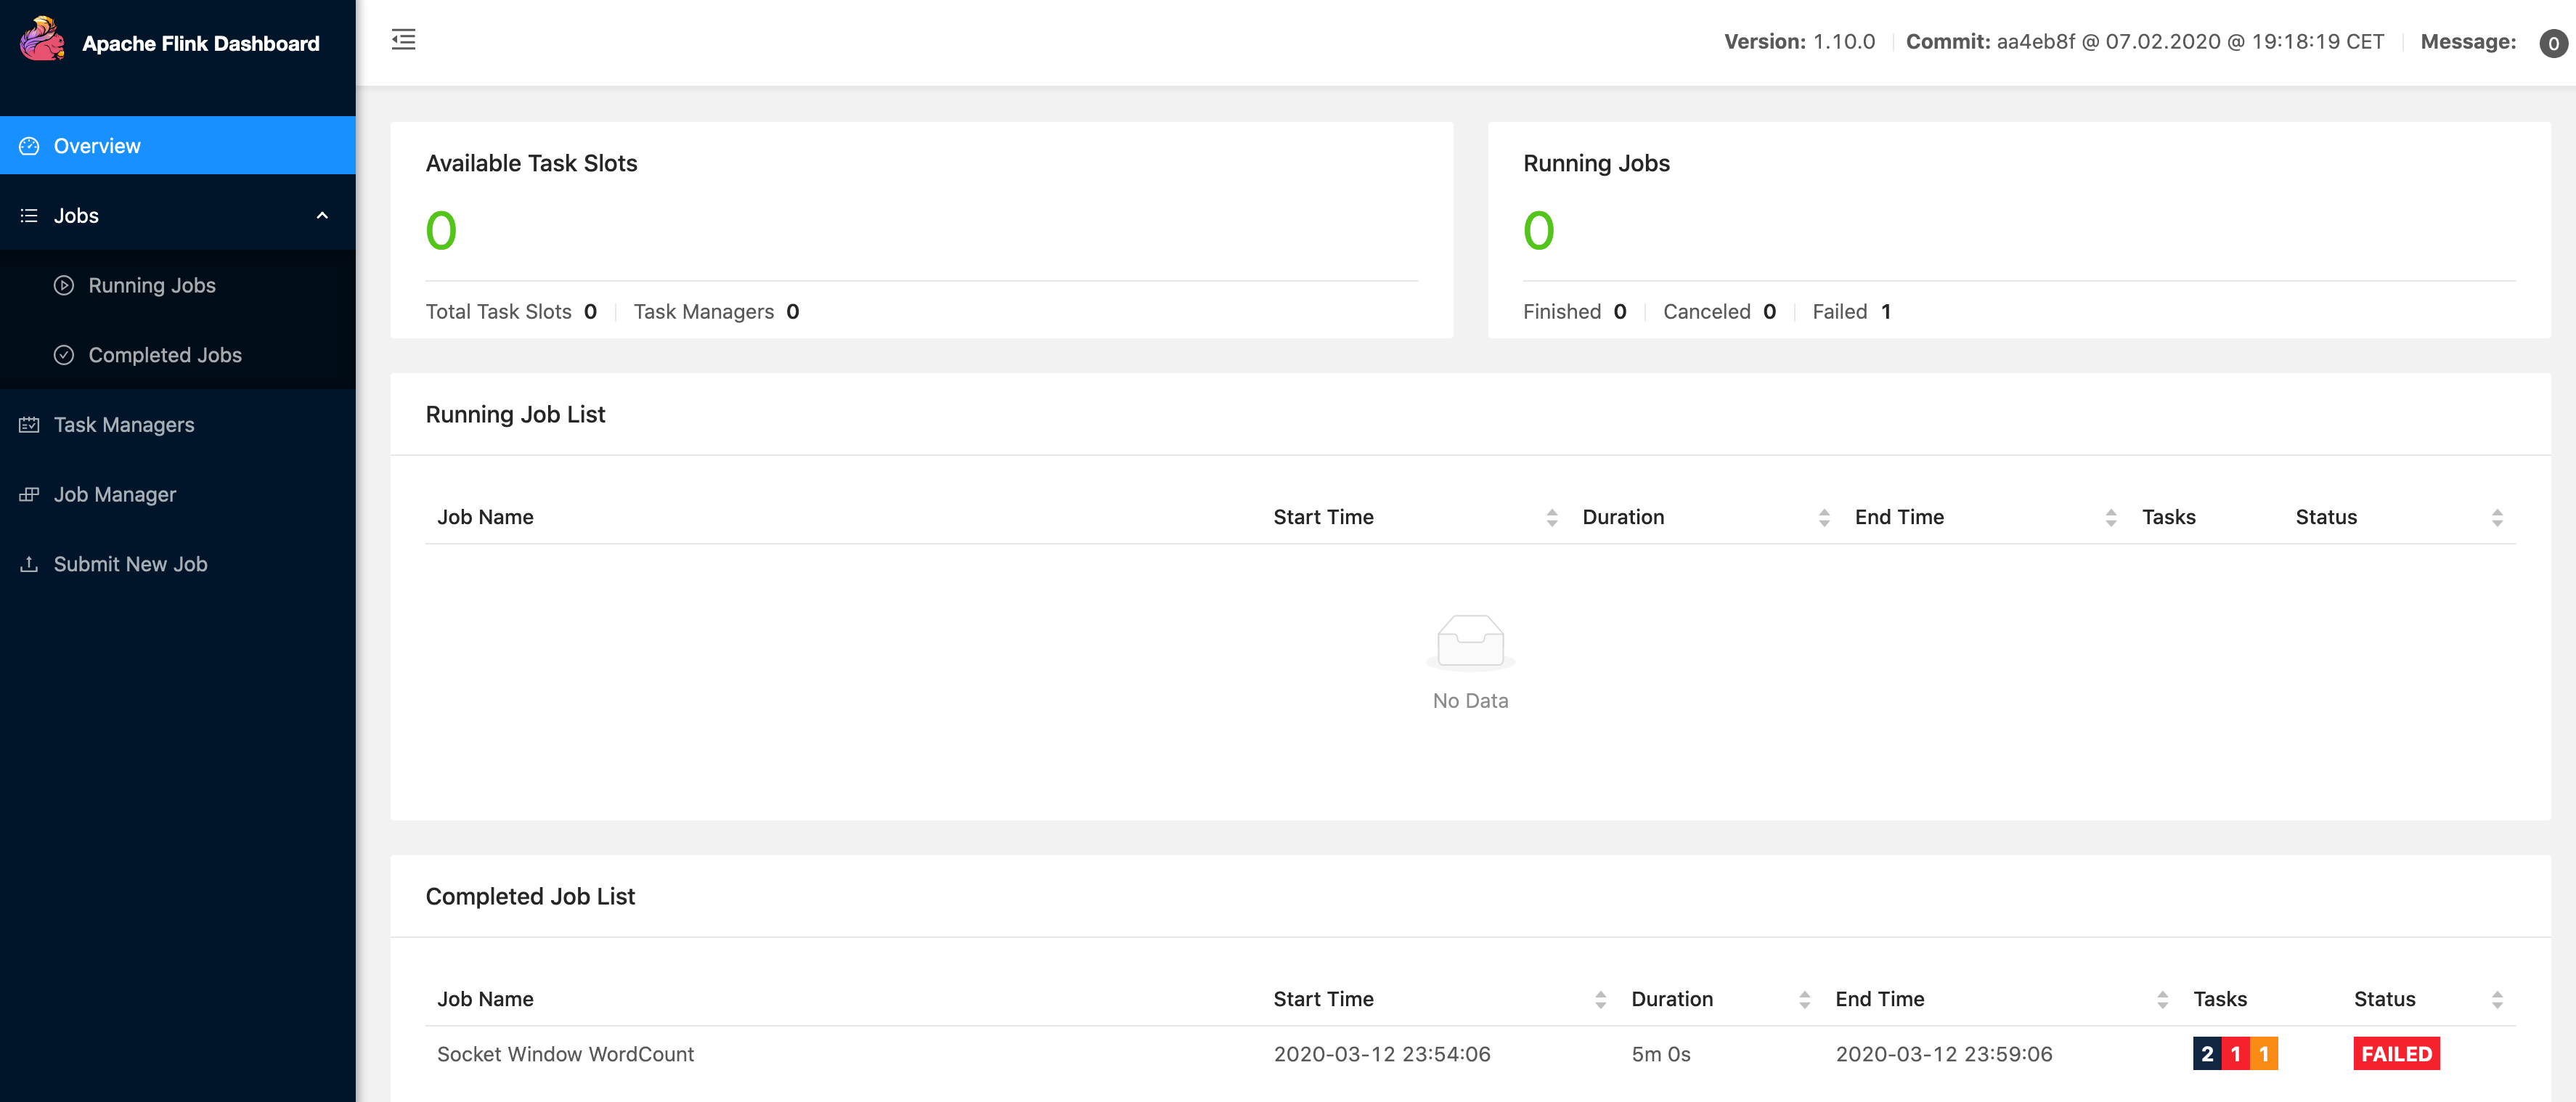 Apache Flink Dashboard
Version: 1.10.0 Commit: aa4eb8f @ 07.02.2020 @ 19:18:19 CET Message: 0
Overview
Jobs
Running Jobs
Completed Jobs
Task Managers
Job Manager
Submit New Job
Available Task Slots
0
Total Task Slots 0 Task Managers 0
Running Jobs
0
Finished 0 Canceled 0 Failed 1
Running Job List
Job Name Start Time Duration End Time Tasks Status
No Data
Completed Job List
Job Name Start Time Duration End Time Tasks Status
Socket Window WordCount 2020-03-12 23:54:06 5m 0s 2020-03-12 23:59:06 2 1 1 FAILED